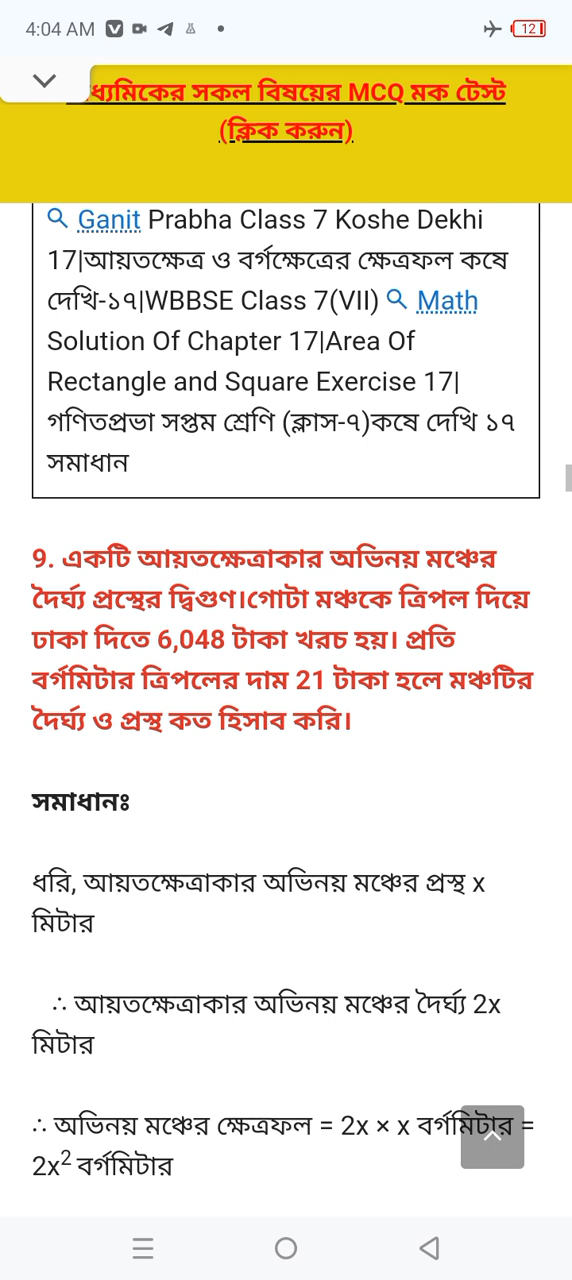 4:04 AM
12
ধ্যমিকের সকল বিষয়ের MCQ মক টেস্ট
(ক্লিক করুন)
Ganit Prabha Class 7 Koshe Dekhi
17|আয়তক্ষেত্র ও বর্গক্ষেত্রের ক্ষেত্রফল কষে
দেখি-১৭|WBBSE Class 7(VII) Math
Solution Of Chapter 17|Area Of
Rectangle and Square Exercise 17|
গণিতপ্রভা সপ্তম শ্রেণি (ক্লাস-৭)কষে দেখি ১৭
সমাধান
9. একটি আয়তক্ষেত্রাকার অভিনয় মঞ্চের
দৈর্ঘ্য প্রস্থের দ্বিগুণ।গোটা মঞ্চকে ত্রিপল দিয়ে
ঢাকা দিতে 6,048 টাকা খরচ হয়। প্রতি
বর্গমিটার ত্রিপলের দাম 21 টাকা হলে মঞ্চটির
দৈর্ঘ্য ও প্রস্থ কত হিসাব করি।
সমাধানঃ
ধরি, আয়তক্ষেত্রাকার অভিনয় মঞ্চের প্রস্থ x
মিটার
∴ আয়তক্ষেত্রাকার অভিনয় মঞ্চের দৈর্ঘ্য 2x
মিটার
∴ অভিনয় মঞ্চের ক্ষেত্রফল = 2x × x বর্গমিটার =
2x² বর্গমিটার